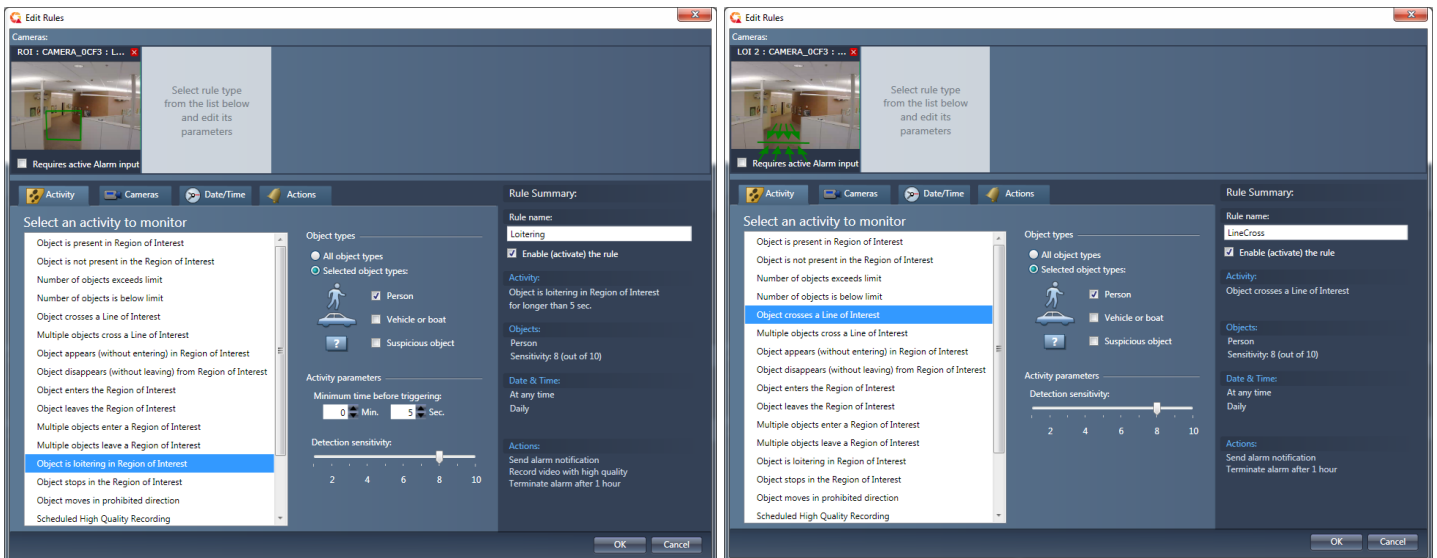 Edit Rules
Cameras:
ROI : CAMERA_0CF3 : L...
Select rule type
from the list below
and edit its
parameters
Requires active Alarm input
Activity
Cameras
Date/Time
Actions
Select an activity to monitor
Object is present in Region of Interest
Object is not present in the Region of Interest
Number of objects exceeds limit
Number of objects is below limit
Object crosses a Line of Interest
Multiple objects cross a Line of Interest
Object appears (without entering) in Region of Interest
Object disappears (without leaving) from Region of Interest
Object enters the Region of Interest
Object leaves the Region of Interest
Multiple objects enter a Region of Interest
Multiple objects leave a Region of Interest
Object is loitering in Region of Interest
Object stops in the Region of Interest
Object moves in prohibited direction
Scheduled High Quality Recording
Object types
All object types
Selected object types:
Person
Vehicle or boat
?
Suspicious object
Activity parameters
Minimum time before triggering:
0 Min. 5 Sec.
Detection sensitivity:
2 4 6 8 10
Rule Summary:
Rule name:
Loitering
Enable (activate) the rule
Activity:
Object is loitering in Region of Interest
for longer than 5 sec.
Objects:
Person
Sensitivity: 8 (out of 10)
Date & Time:
At any time
Daily
Actions:
Send alarm notification
Record video with high quality
Terminate alarm after 1 hour
OK Cancel
Edit Rules
Cameras:
LOI 2 : CAMERA_0CF3 : ...
Select rule type
from the list below
and edit its
parameters
Requires active Alarm input
Activity
Cameras
Date/Time
Actions
Select an activity to monitor
Object is present in Region of Interest
Object is not present in the Region of Interest
Number of objects exceeds limit
Number of objects is below limit
Object crosses a Line of Interest
Multiple objects cross a Line of Interest
Object appears (without entering) in Region of Interest
Object disappears (without leaving) from Region of Interest
Object enters the Region of Interest
Object leaves the Region of Interest
Multiple objects enter a Region of Interest
Multiple objects leave a Region of Interest
Object is loitering in Region of Interest
Object stops in the Region of Interest
Object moves in prohibited direction
Scheduled High Quality Recording
Object types
All object types
Selected object types:
Person
Vehicle or boat
?
Suspicious object
Activity parameters
Detection sensitivity:
2 4 6 8 10
Rule Summary:
Rule name:
LineCross
Enable (activate) the rule
Activity:
Object crosses a Line of Interest
Objects:
Person
Sensitivity: 8 (out of 10)
Date & Time:
At any time
Daily
Actions:
Send alarm notification
Terminate alarm after 1 hour
OK Cancel